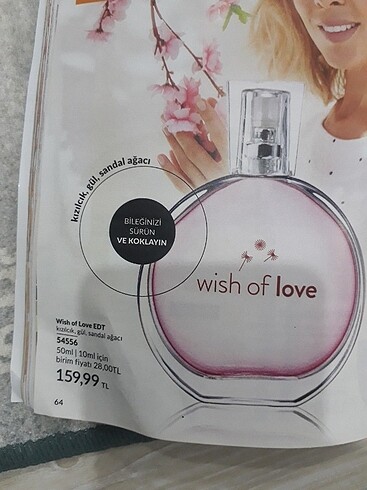 kızılcık, gül, sandal ağacı
BİLEĞİNİZİ
SÜRÜN
VE KOKLAYIN
wish of love
Wish of Love EDT
kızılcık, gül, sandal ağacı
54556
50ml | 10ml için
birim fiyatı 28,00TL
159,99 TL
64